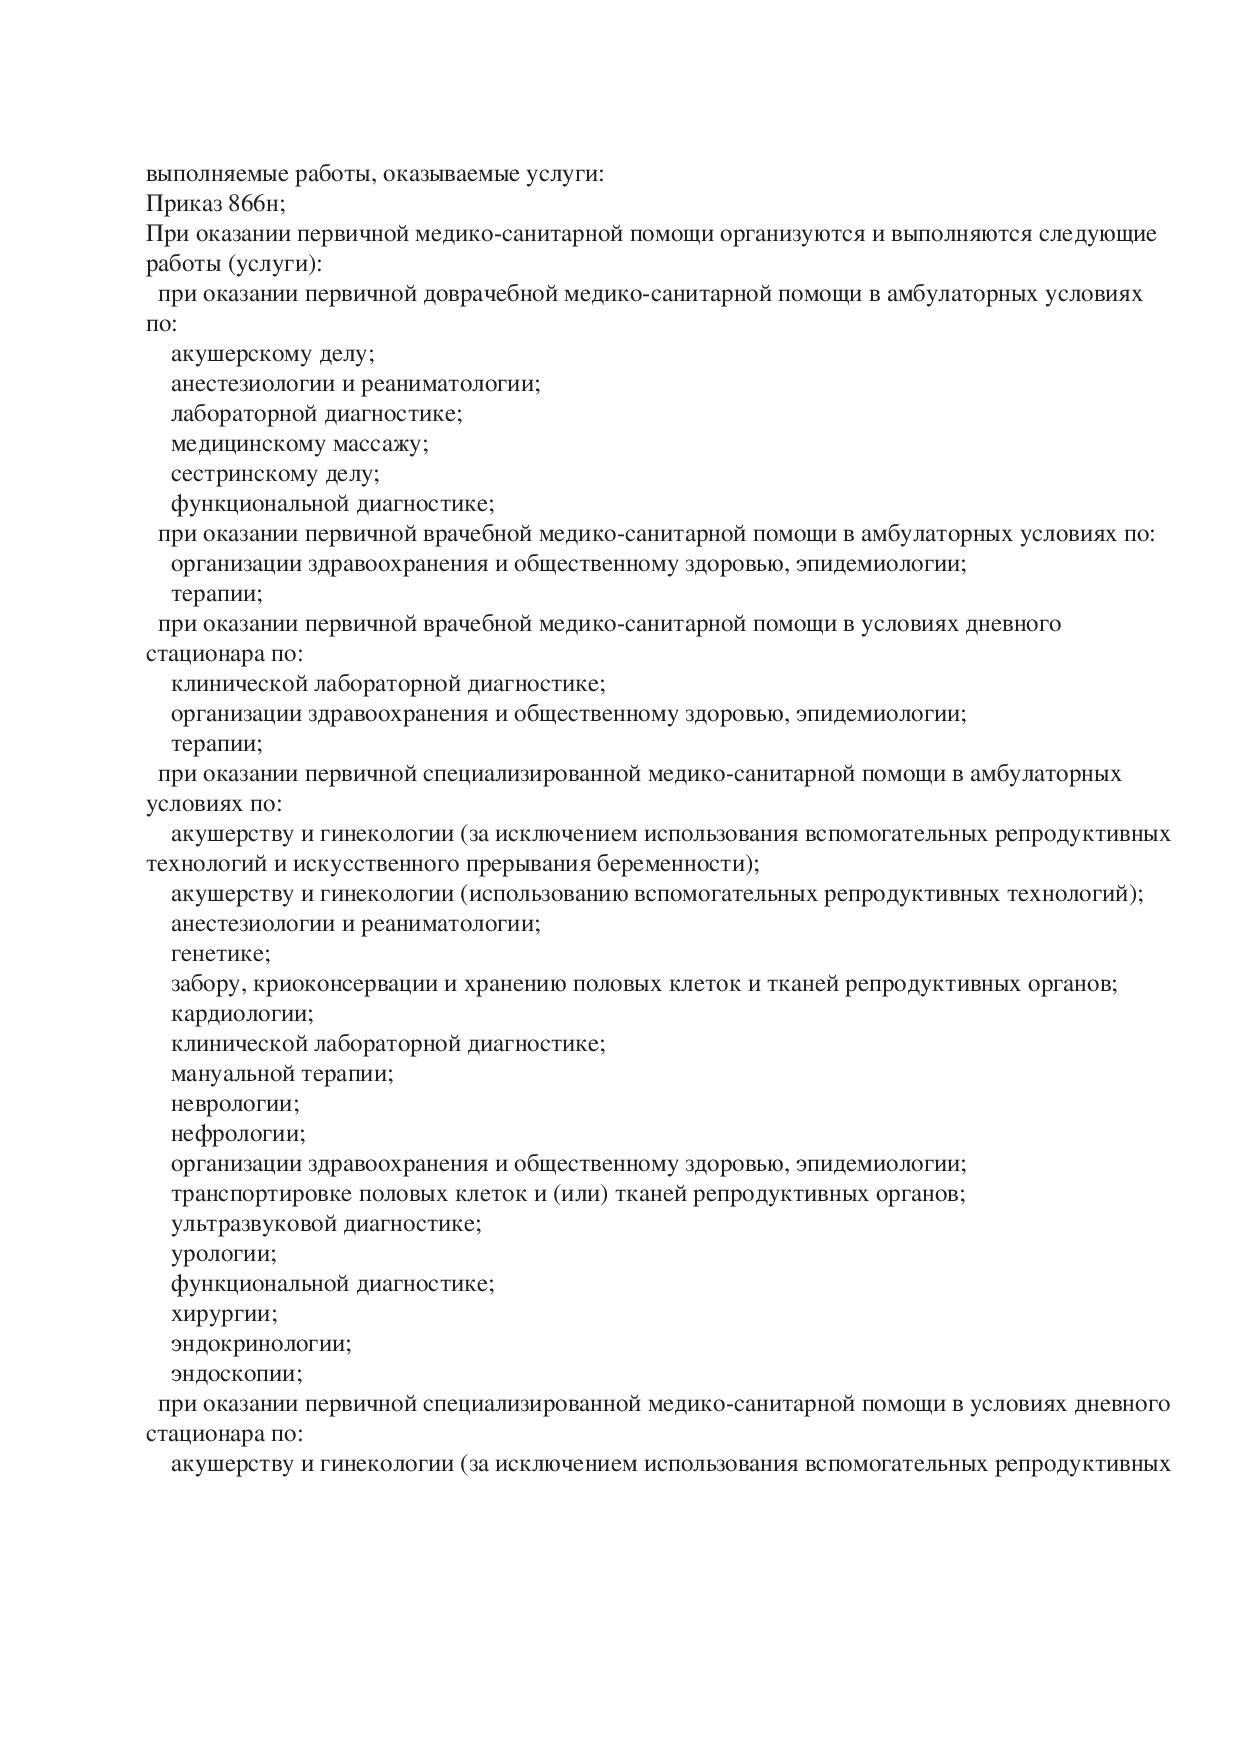 выполняемые работы, оказываемые услуги:
Приказ 866н;
При оказании первичной медико-санитарной помощи организуются и выполняются следующие
работы (услуги):
при оказании первичной доврачебной медико-санитарной помощи в амбулаторных условиях
по:
акушерскому делу;
анестезиологии и реаниматологии;
лабораторной диагностике;
медицинскому массажу;
сестринскому делу;
функциональной диагностике;
при оказании первичной врачебной медико-санитарной помощи в амбулаторных условиях по:
организации здравоохранения и общественному здоровью, эпидемиологии;
терапии;
при оказании первичной врачебной медико-санитарной помощи в условиях дневного
стационара по:
клинической лабораторной диагностике;
организации здравоохранения и общественному здоровью, эпидемиологии;
терапии;
при оказании первичной специализированной медико-санитарной помощи в амбулаторных
условиях по:
акушерству и гинекологии (за исключением использования вспомогательных репродуктивных
технологий и искусственного прерывания беременности);
акушерству и гинекологии (использованию вспомогательных репродуктивных технологий);
анестезиологии и реаниматологии;
генетике;
забору, криоконсервации и хранению половых клеток и тканей репродуктивных органов;
кардиологии;
клинической лабораторной диагностике;
мануальной терапии;
неврологии;
нефрологии;
организации здравоохранения и общественному здоровью, эпидемиологии;
транспортировке половых клеток и (или) тканей репродуктивных органов;
ультразвуковой диагностике;
урологии;
функциональной диагностике;
хирургии;
эндокринологии;
эндоскопии;
при оказании первичной специализированной медико-санитарной помощи в условиях дневного
стационара по:
акушерству и гинекологии (за исключением использования вспомогательных репродуктивных